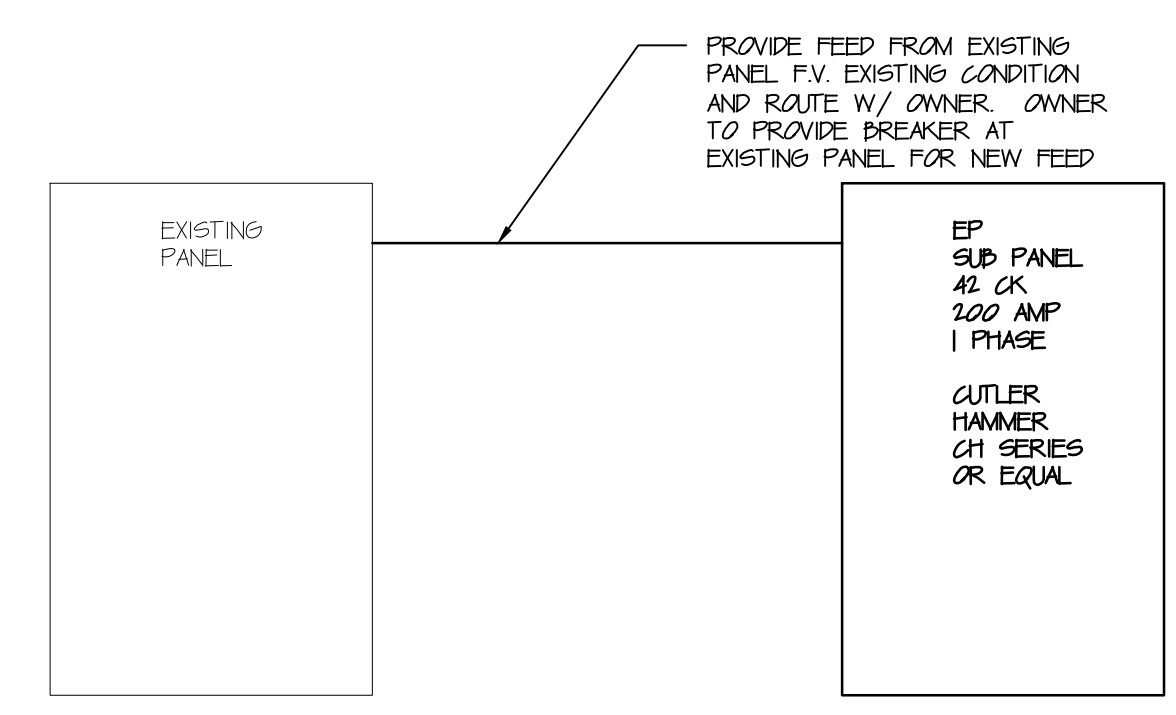 PROVIDE FEED FROM EXISTING
PANEL F.V. EXISTING CONDITION
AND ROUTE W/ OWNER. OWNER
TO PROVIDE BREAKER AT
EXISTING PANEL FOR NEW FEED
EXISTING
PANEL
EP
SUB PANEL
42 CK
200 AMP
1 PHASE
CUTLER
HAMMER
CH SERIES
OR EQUAL